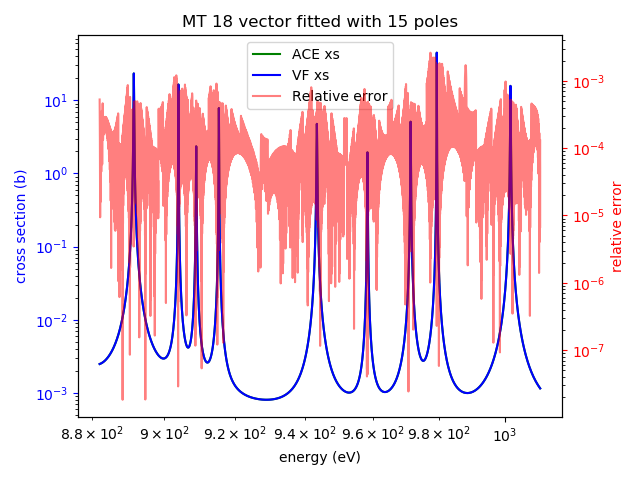 MT 18 vector fitted with 15 poles
ACE xs
VF xs
Relative error
cross section (b)
10¹
10⁰
10⁻¹
10⁻²
10⁻³
relative error
10⁻³
10⁻⁴
10⁻⁵
10⁻⁶
10⁻⁷
8.8 × 10² 9 × 10² 9.2 × 10² 9.4 × 10² 9.6 × 10² 9.8 × 10² 10³
energy (eV)